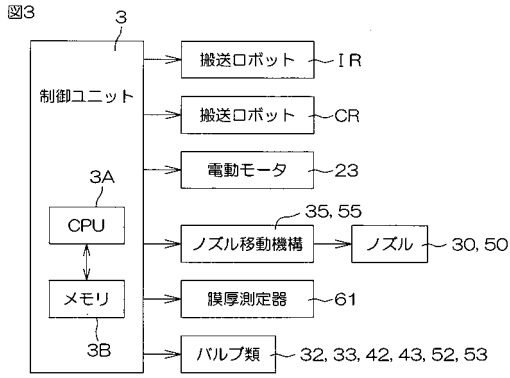 図3
3
制御ユニット
搬送ロボット
IR
搬送ロボット
CR
電動モータ
23
3A
CPU
35, 55
ノズル移動機構
ノズル
30, 50
メモリ
3B
膜厚測定器
61
バルブ類
32, 33, 42, 43, 52, 53